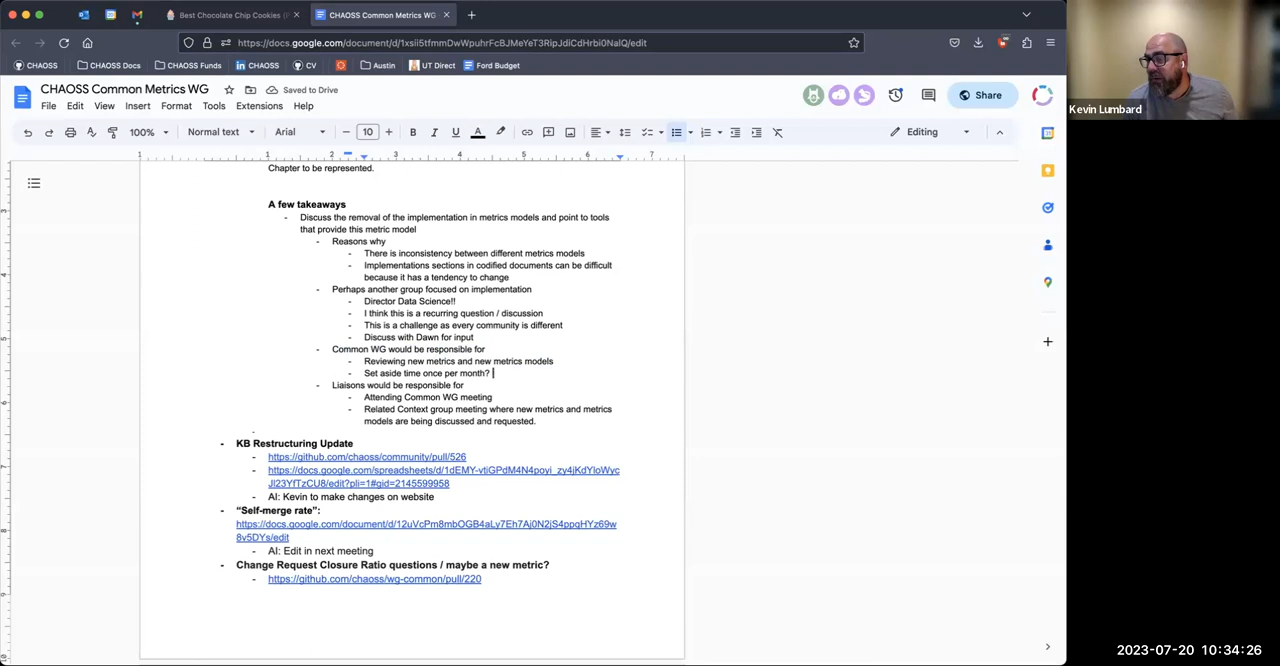 Best Chocolate Chip Cookies | P
CHAOSS Common Metrics WG
https://docs.google.com/document/d/1xsii5tfmmDwWpuhrFcBJMeYeT3RipJdiCdHrbi0NalQ/edit
CHAOSS
CHAOSS Docs
CHAOSS Funds
CHAOSS
CV
Austin
UT Direct
Ford Budget
Kevin Lumbard
CHAOSS Common Metrics WG
Saved to Drive
File Edit View Insert Format Tools Extensions Help
Share
100%
Normal text
Arial
10
B I U A
Editing
1 1 2 3 4 5 6 7
Chapter to be represented.
A few takeaways
- Discuss the removal of the implementation in metrics models and point to tools
that provide this metric model
- Reasons why
- There is inconsistency between different metrics models
- Implementations sections in codified documents can be difficult
because it has a tendency to change
- Perhaps another group focused on implementation
- Director Data Science!!
- I think this is a recurring question / discussion
- This is a challenge as every community is different
- Discuss with Dawn for input
- Common WG would be responsible for
- Reviewing new metrics and new metrics models
- Set aside time once per month?
- Liaisons would be responsible for
- Attending Common WG meeting
- Related Context group meeting where new metrics and metrics
models are being discussed and requested.
-
- KB Restructuring Update
- https://github.com/chaoss/community/pull/526
- https://docs.google.com/spreadsheets/d/1dEMY-vtiGPdM4N4poyi_zy4jKdYloWyc
Jl23YfTzCU8/edit?pli=1#gid=2145599958
- AI: Kevin to make changes on website
- “Self-merge rate”:
https://docs.google.com/document/d/12uVcPm8mbOGB4aLy7Eh7Aj0N2jS4ppqHYz69w
8v5DYs/edit
- AI: Edit in next meeting
- Change Request Closure Ratio questions / maybe a new metric?
- https://github.com/chaoss/wg-common/pull/220
2023-07-20 10:34:26